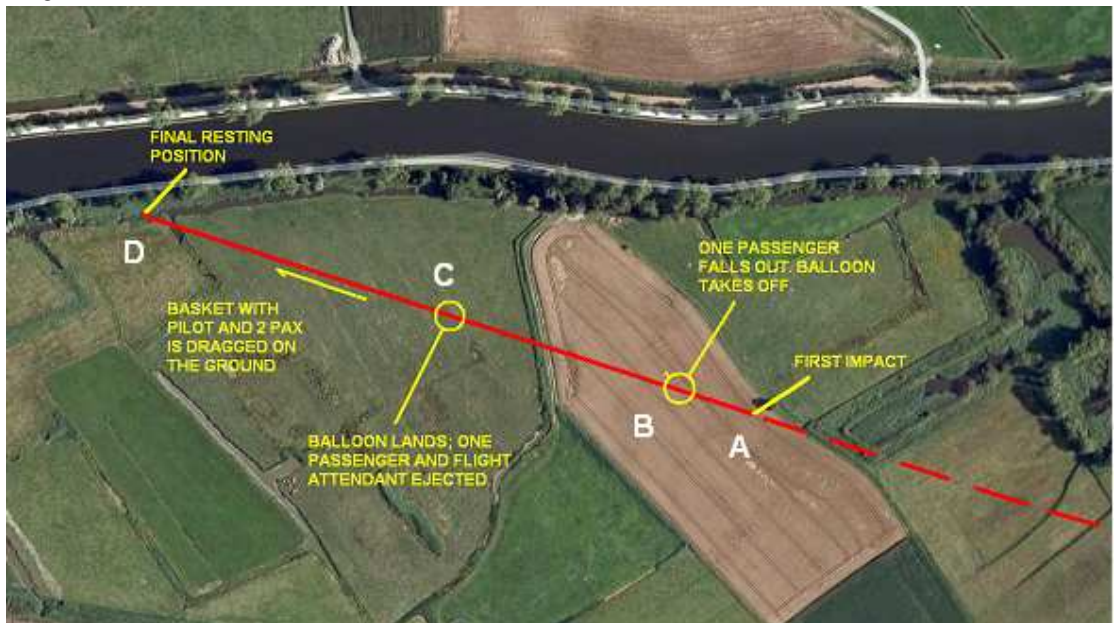 FINAL RESTING
POSITION
D
C
ONE PASSENGER
FALLS OUT. BALLOON
TAKES OFF.
BASKET WITH
PILOT AND 2 PAX
IS DRAGGED ON
THE GROUND
FIRST IMPACT
B
A
BALLOON LANDS; ONE
PASSENGER AND FLIGHT
ATTENDANT EJECTED